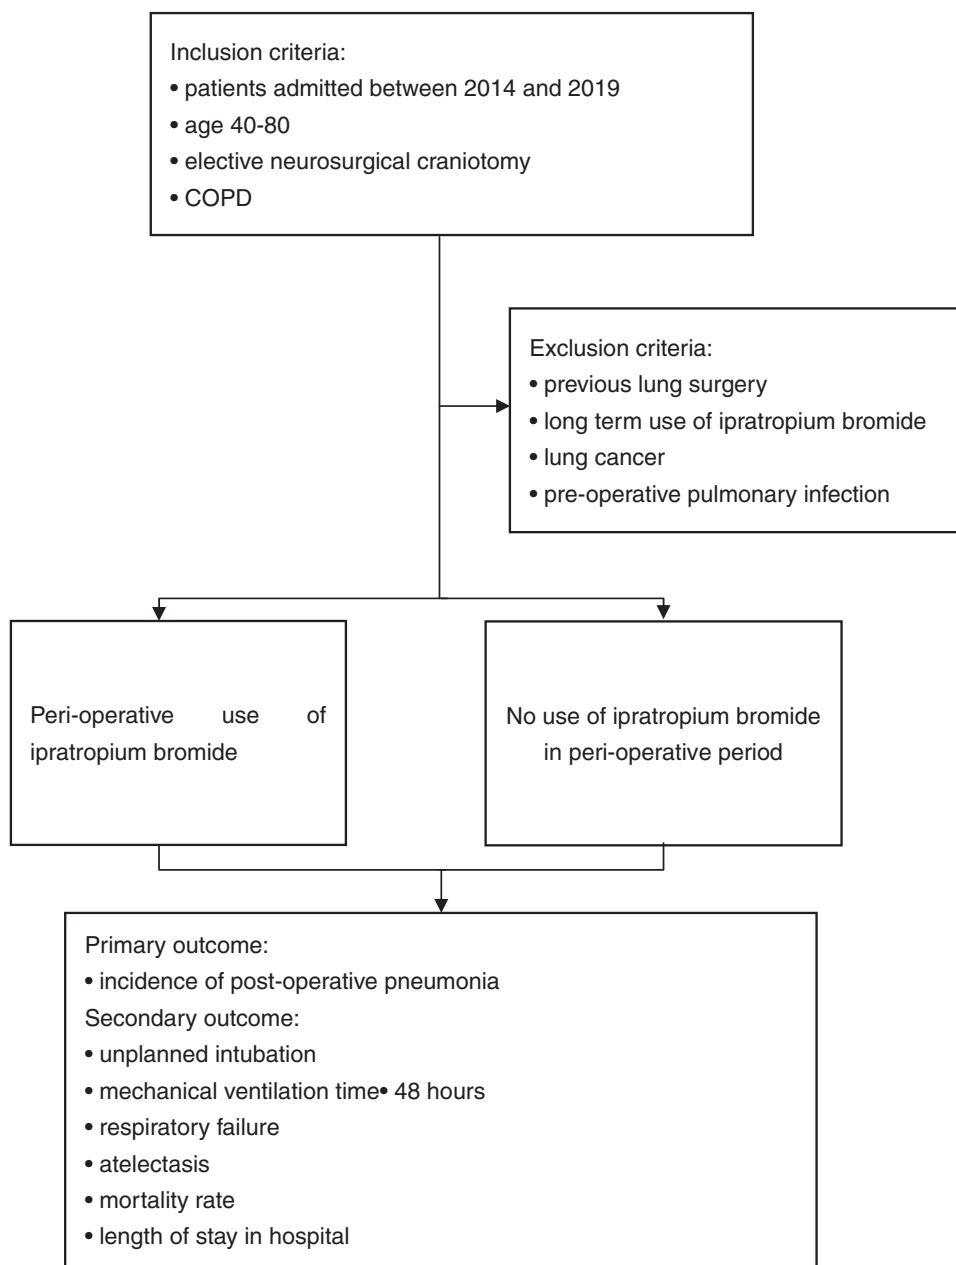 Inclusion criteria:
• patients admitted between 2014 and 2019
• age 40-80
• elective neurosurgical craniotomy
• COPD
Exclusion criteria:
• previous lung surgery
• long term use of ipratropium bromide
• lung cancer
• pre-operative pulmonary infection
Peri-operative use of
ipratropium bromide
No use of ipratropium bromide
in peri-operative period
Primary outcome:
• incidence of post-operative pneumonia
Secondary outcome:
• unplanned intubation
• mechanical ventilation time• 48 hours
• respiratory failure
• atelectasis
• mortality rate
• length of stay in hospital